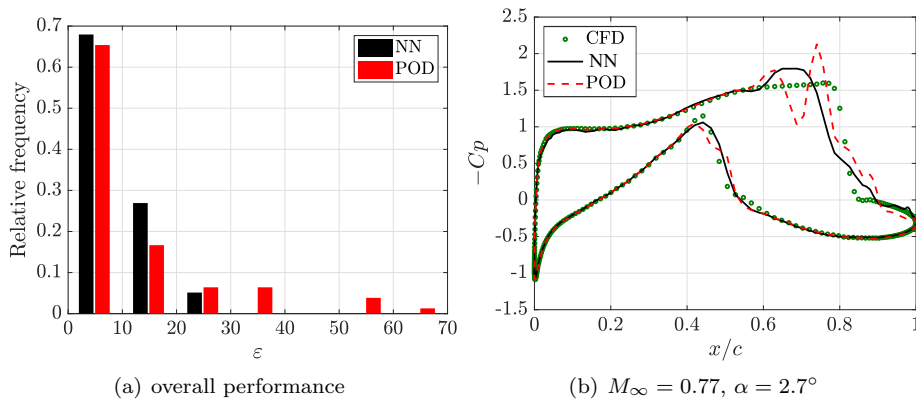 0.7
0.6
0.5
0.4
0.3
0.2
0.1
0
0 10 20 30 40 50 60 70
Relative frequency
ε
NN
POD
(a) overall performance
2.5
2
1.5
1
0.5
0
-0.5
-1
-1.5
0 0.2 0.4 0.6 0.8 1
−Cp
x/c
CFD
NN
POD
(b) M∞ = 0.77, α = 2.7°